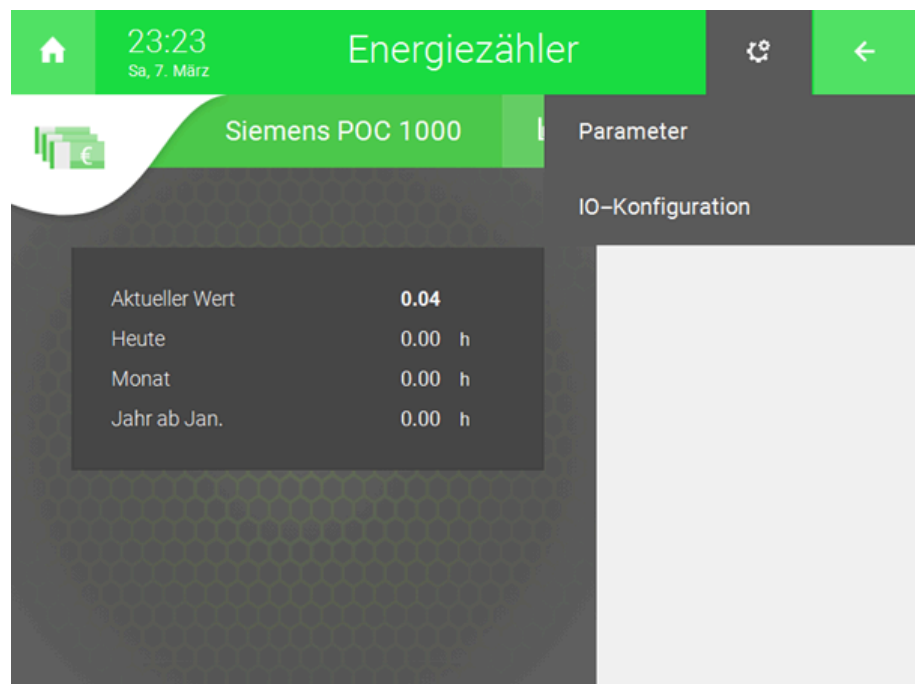 23:23
Sa, 7. März
Energiezähler
Siemens POC 1000
Parameter
IO-Konfiguration
Aktueller Wert 0.04
Heute 0.00 h
Monat 0.00 h
Jahr ab Jan. 0.00 h
€